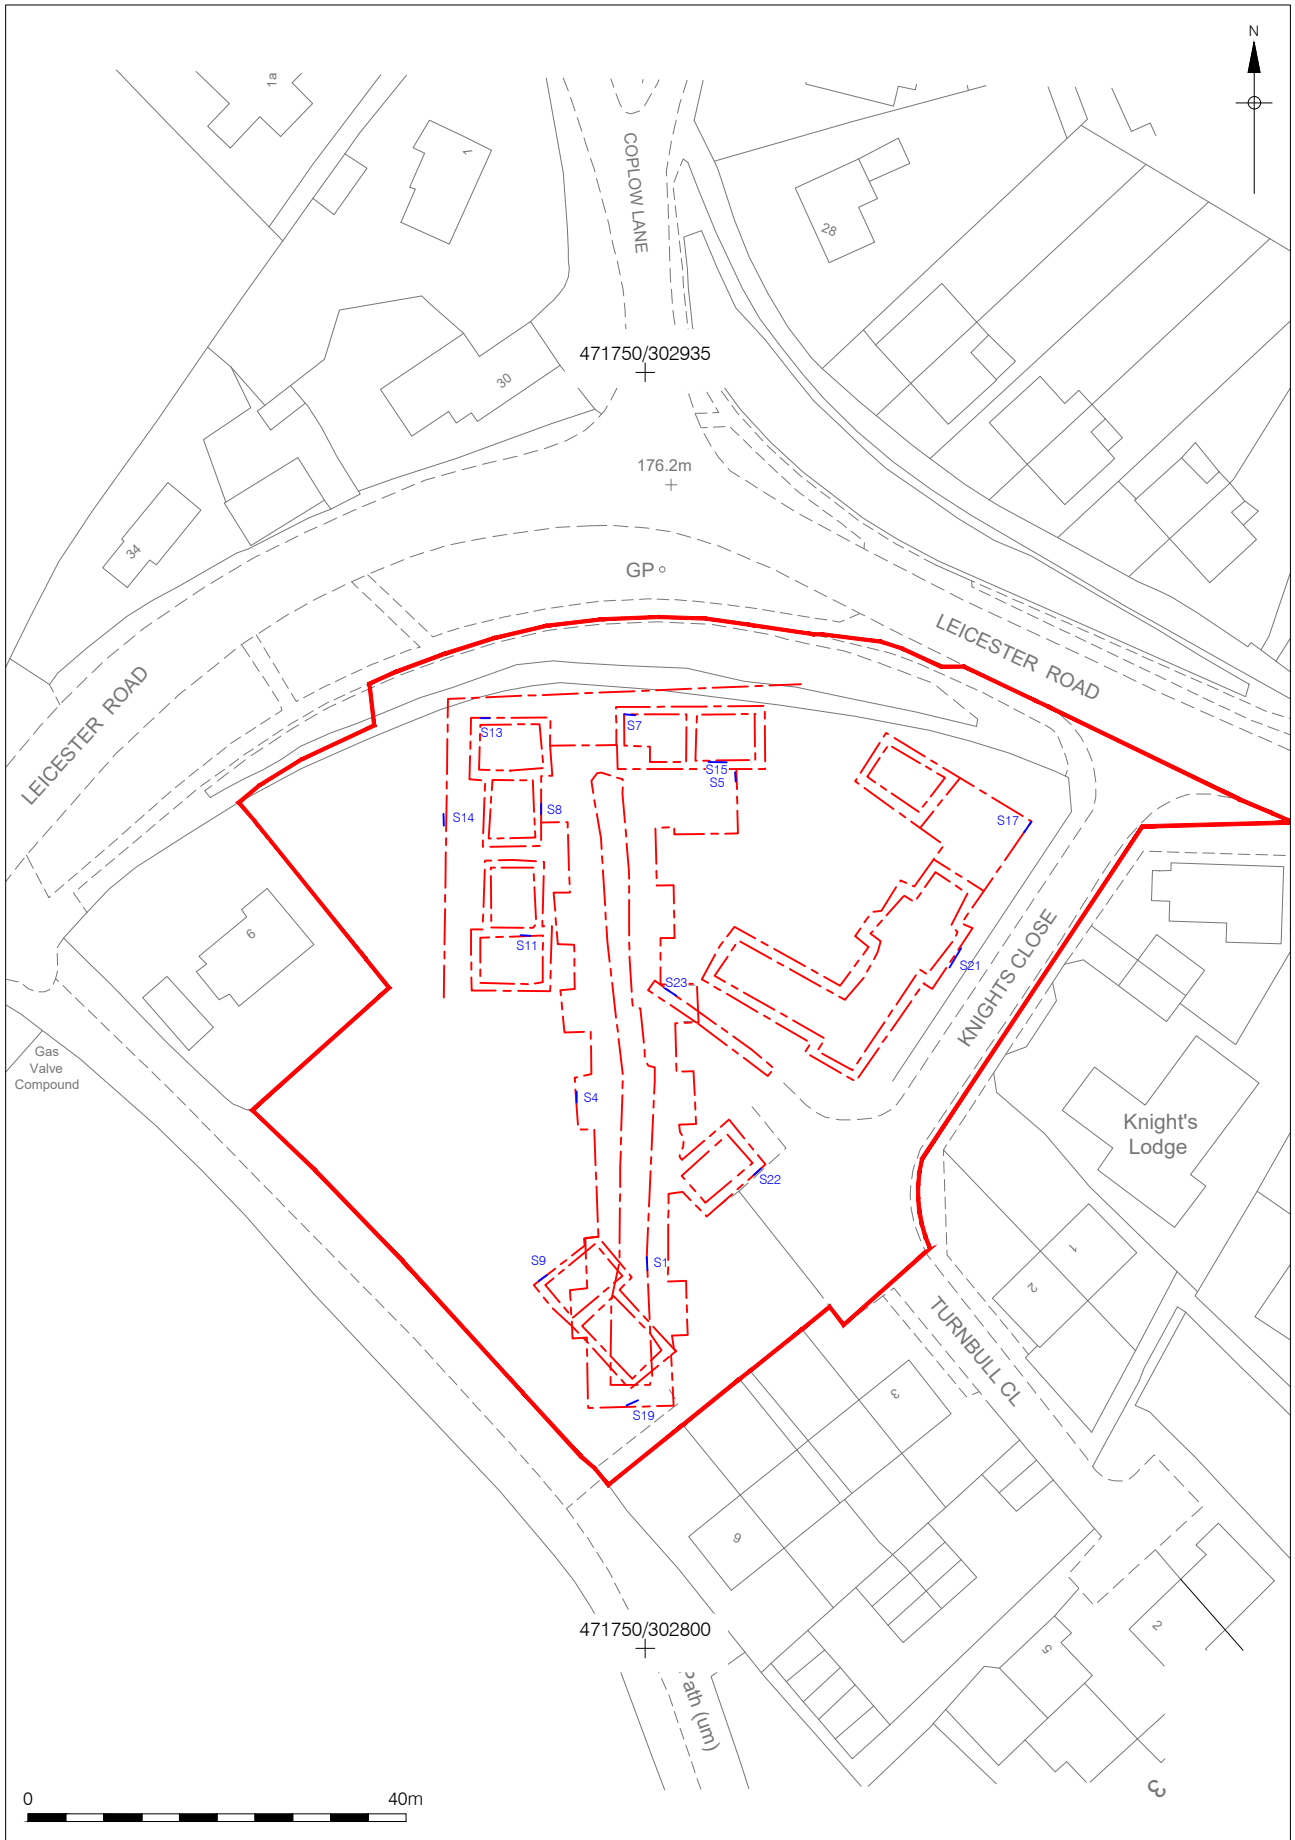 N
1a
7
COPLOW LANE
28
471750/302935
30
176.2m
34
GP
LEICESTER ROAD
LEICESTER ROAD
S13
S7
S15
S5
S14
S8
S17
6
S11
S21
S23
KNIGHTS CLOSE
Gas
Valve
Compound
S4
Knight's
Lodge
S22
S9
S1
1
2
TURNBULL CL
3
S19
6
471750/302800
2
5
Path (um)
3
0
40m